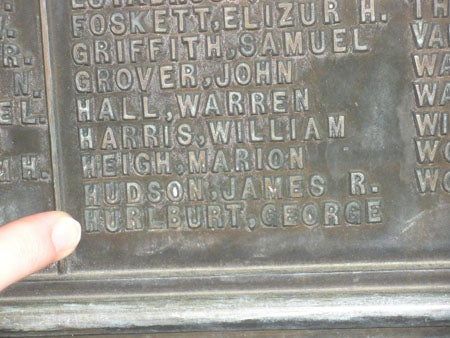 FOSKETT, ELIZUR H.
GRIFFITH, SAMUEL
GROVER, JOHN
HALL, WARREN
HARRIS, WILLIAM
HEIGH, MARION
HUDSON, JAMES R.
HURLBURT, GEORGE